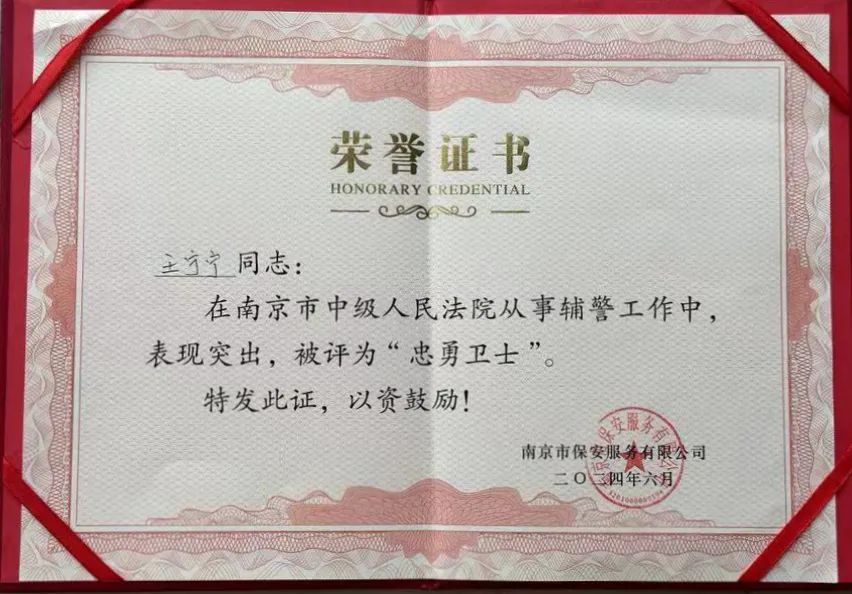 荣誉证书
HONORARY CREDENTIAL
王宁宁同志：
在南京市中级人民法院从事辅警工作中，
表现突出，被评为“忠勇卫士”。
特发此证，以资鼓励！
南京市保安服务有限公司
二〇二四年六月